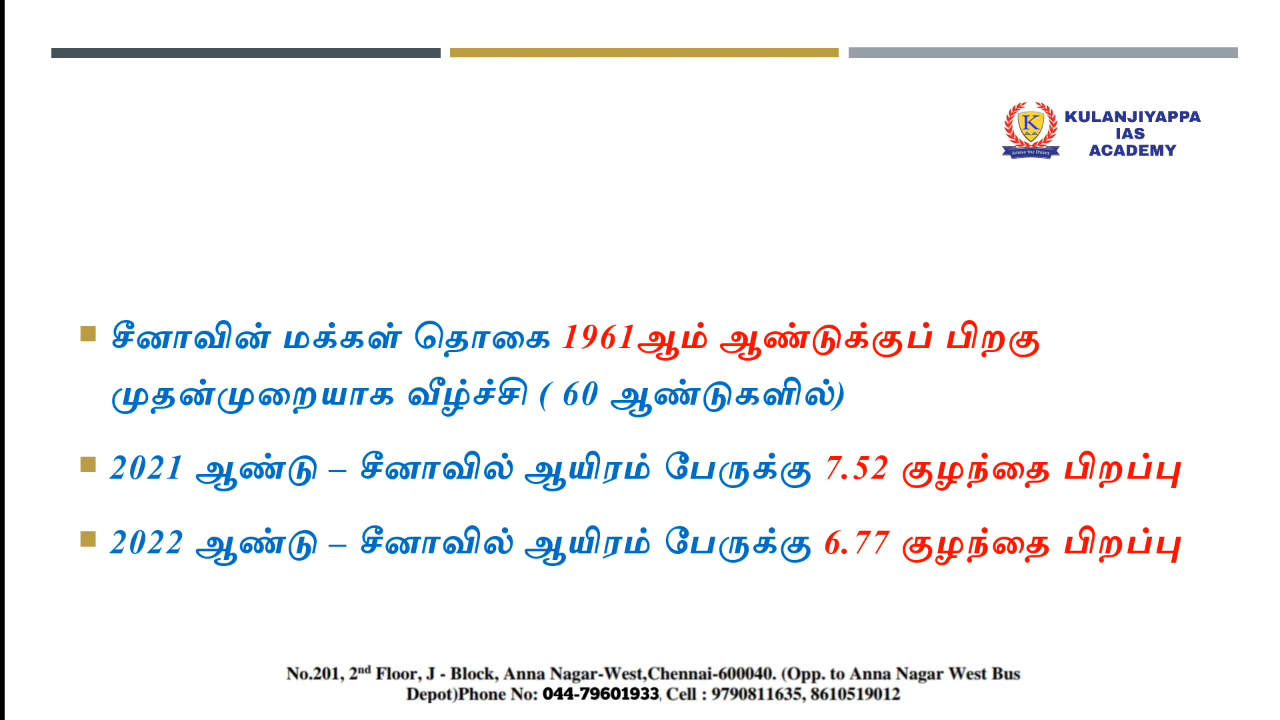 KULANJIYAPPA
IAS
ACADEMY
சீனாவின் மக்கள் தொகை 1961ஆம் ஆண்டுக்குப் பிறகு
முதன்முறையாக வீழ்ச்சி ( 60 ஆண்டுகளில்)
2021 ஆண்டு – சீனாவில் ஆயிரம் பேருக்கு 7.52 குழந்தை பிறப்பு
2022 ஆண்டு – சீனாவில் ஆயிரம் பேருக்கு 6.77 குழந்தை பிறப்பு
No.201, 2nd Floor, J - Block, Anna Nagar-West,Chennai-600040. (Opp. to Anna Nagar West Bus
Depot)Phone No: 044-79601933, Cell : 9790811635, 8610519012